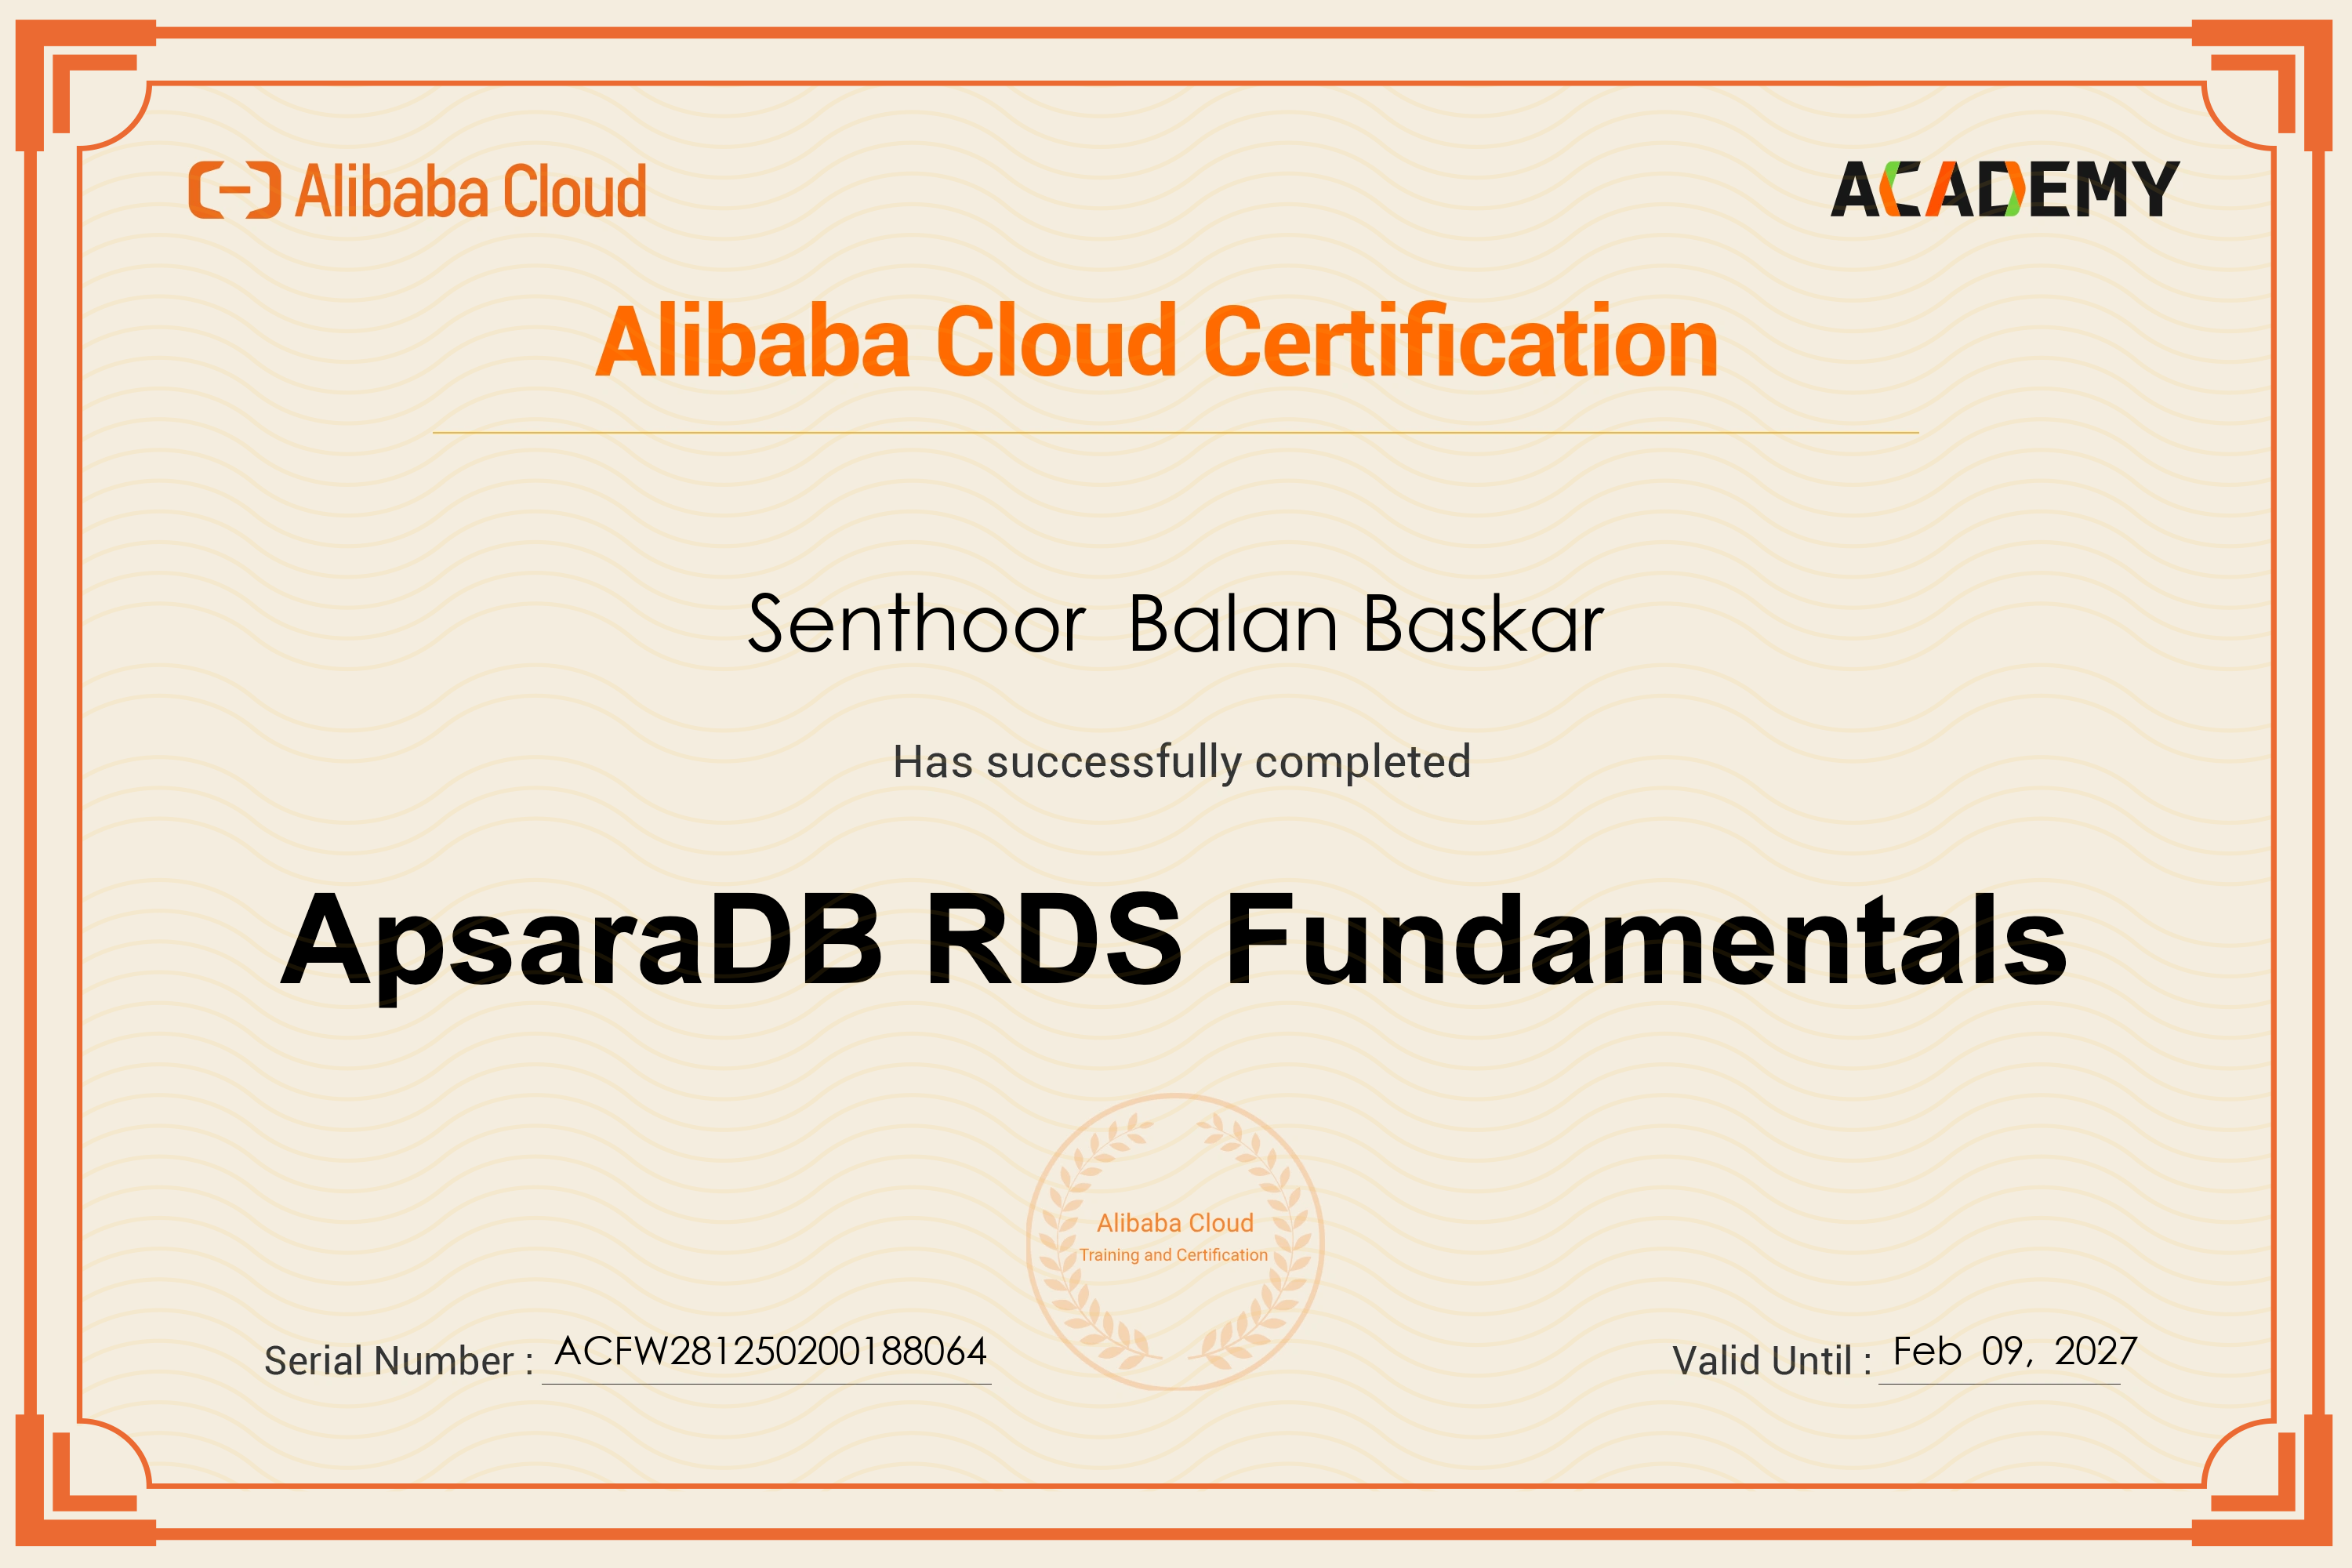 Alibaba Cloud
ACADEMY
Alibaba Cloud Certification
Senthoor Balan Baskar
Has successfully completed
ApsaraDB RDS Fundamentals
Alibaba Cloud
Training and Certification
Serial Number : ACFW281250200188064
Valid Until : Feb 09, 2027